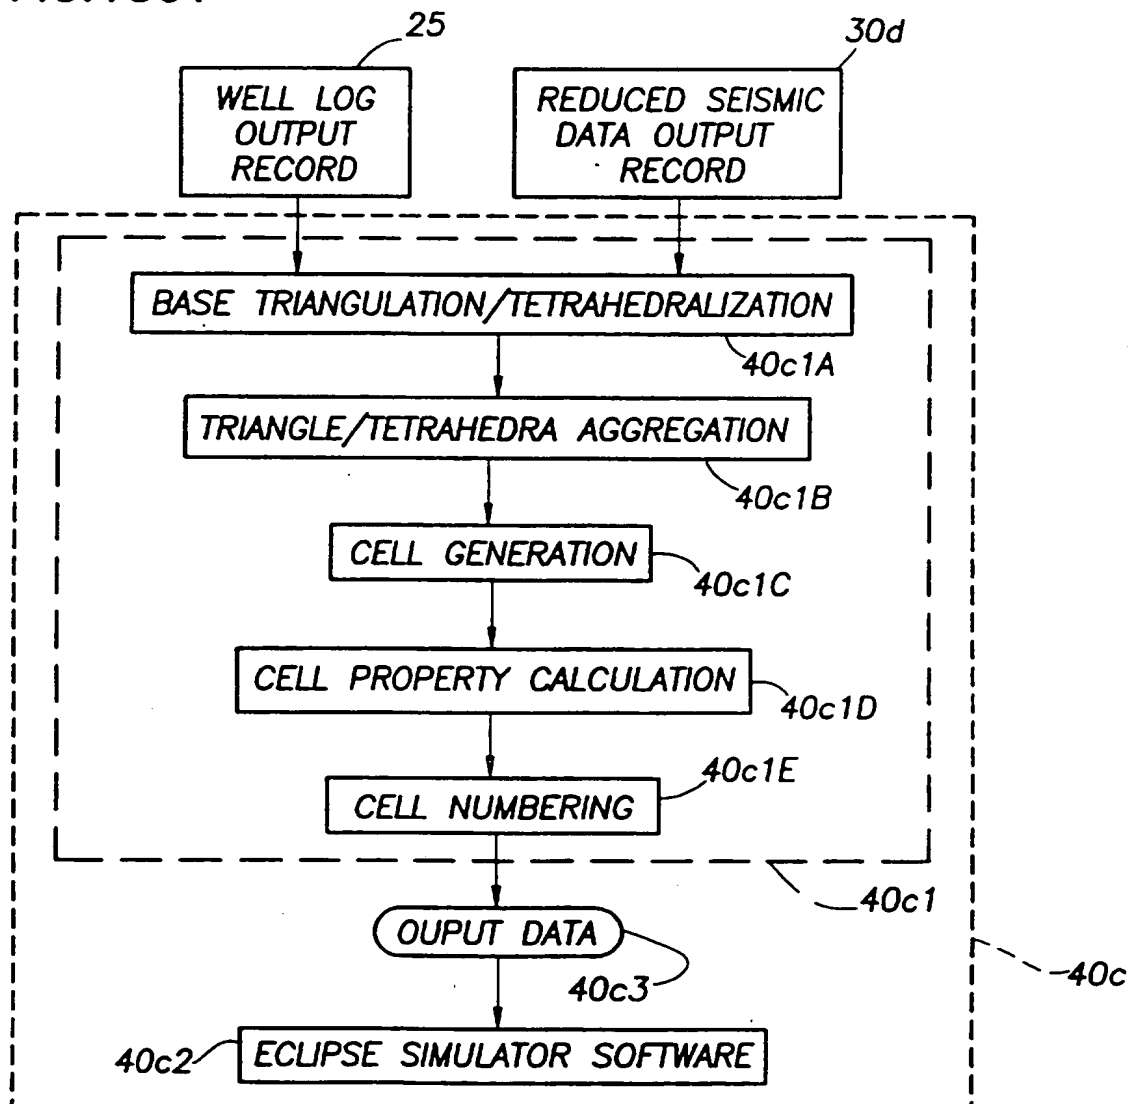 25
30d
WELL LOG
OUTPUT
RECORD
REDUCED SEISMIC
DATA OUTPUT
RECORD
BASE TRIANGULATION/TETRAHEDRALIZATION
40c1A
TRIANGLE/TETRAHEDRA AGGREGATION
40c1B
CELL GENERATION
40c1C
CELL PROPERTY CALCULATION
40c1D
40c1E
CELL NUMBERING
40c1
OUPUT DATA
40c
40c3
40c2
ECLIPSE SIMULATOR SOFTWARE